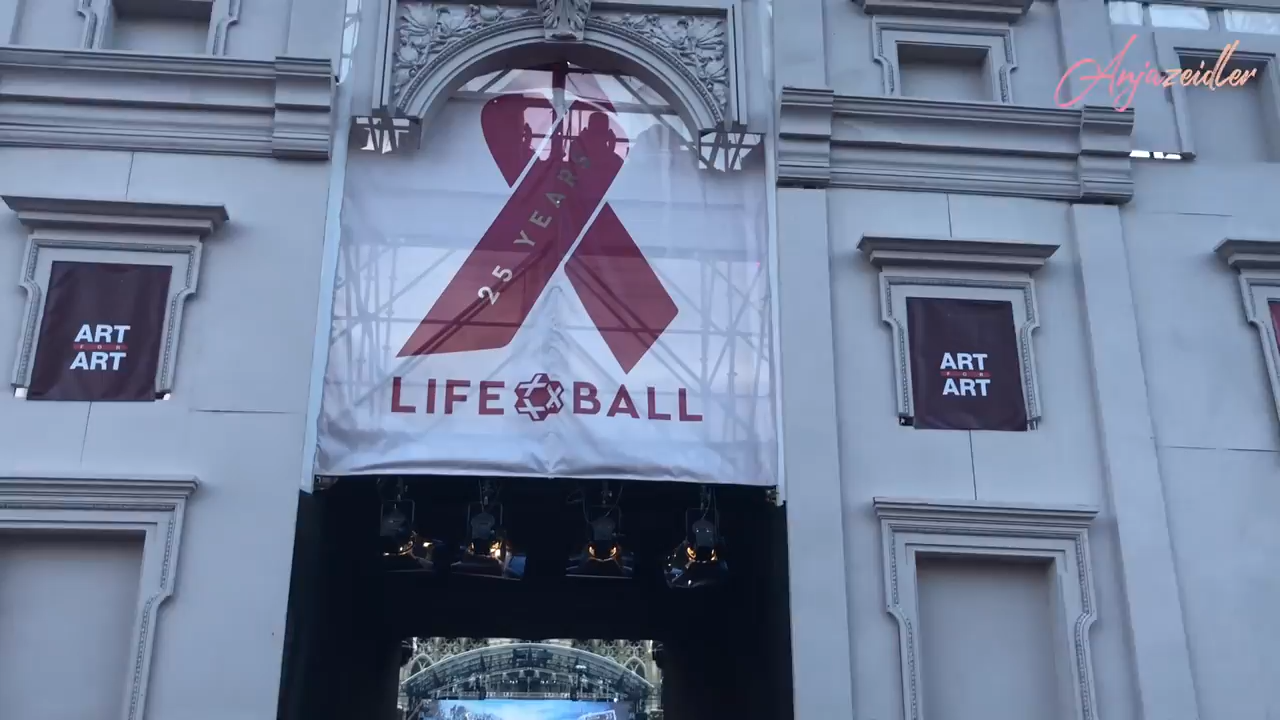 Anjazeidler
25 YEARS
LIFE BALL
ART
FOR
ART
ART
FOR
ART